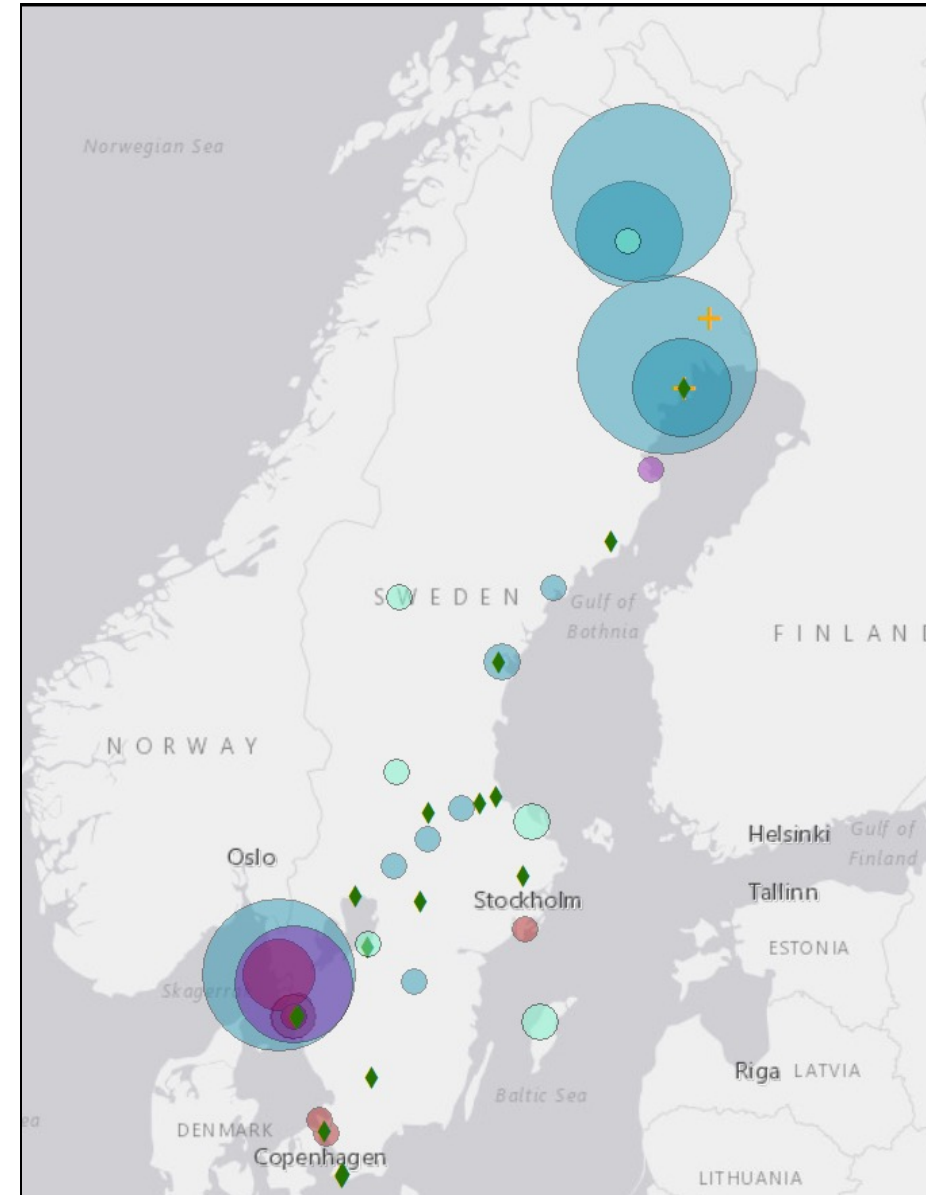 Norwegian Sea
SWEDEN
Gulf of
Bothnia
FINLAND
NORWAY
Oslo
Helsinki
Gulf of
Finland
Tallinn
Stockholm
ESTONIA
Skagerrak
Riga
LATVIA
Baltic Sea
ea
DENMARK
Copenhagen
LITHUANIA